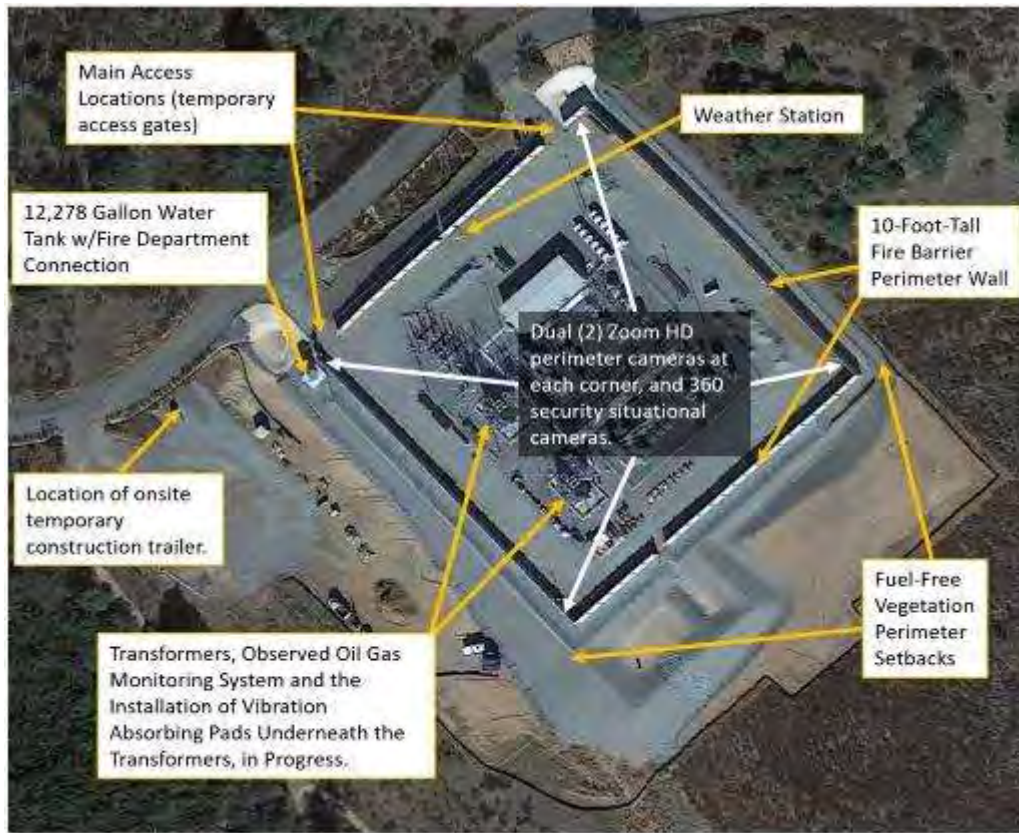 Main Access
Locations (temporary
access gates)
Weather Station
12,278 Gallon Water
Tank w/Fire Department
Connection
10-Foot-Tall
Fire Barrier
Perimeter Wall
Dual (2) Zoom HD
perimeter cameras at
each corner, and 360
security situational
cameras.
Location of onsite
temporary
construction trailer.
Fuel-Free
Vegetation
Perimeter
Setbacks
Transformers, Observed Oil Gas
Monitoring System and the
Installation of Vibration
Absorbing Pads Underneath the
Transformers, in Progress.